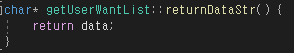 char* getUserWantList::returnDataStr() {
    return data;
}